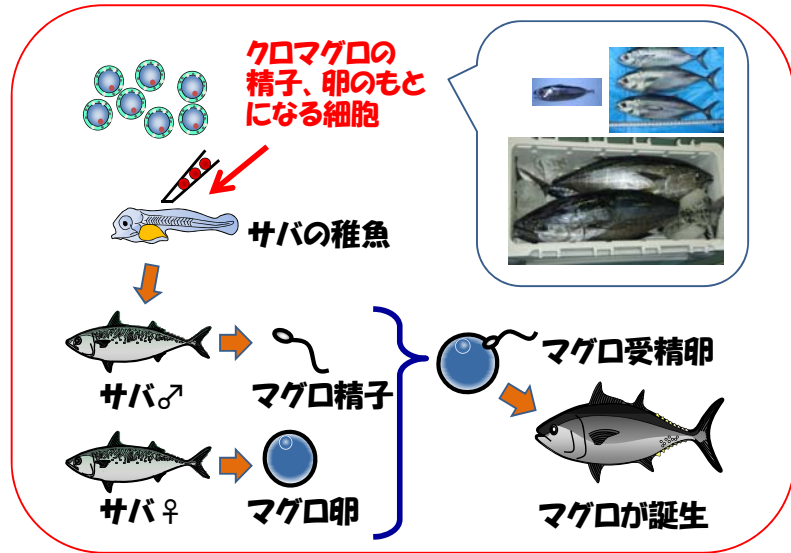 クロマグロの
精子、卵のもと
になる細胞
サバの稚魚
サバ♂
マグロ精子
マグロ受精卵
サバ♀
マグロ卵
マグロが誕生